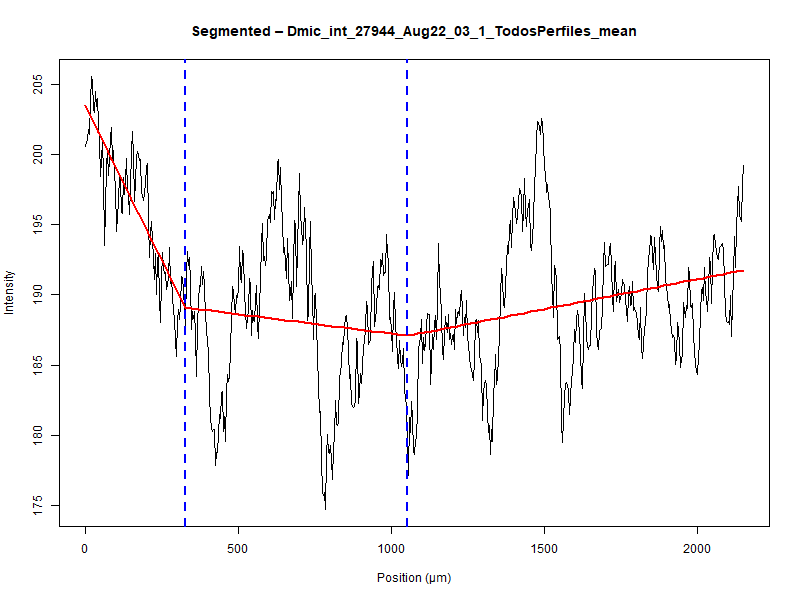 Segmented – Dmic_int_27944_Aug22_03_1_TodosPerfiles_mean
Intensity
205
200
195
190
185
180
175
0 500 1000 1500 2000
Position (µm)